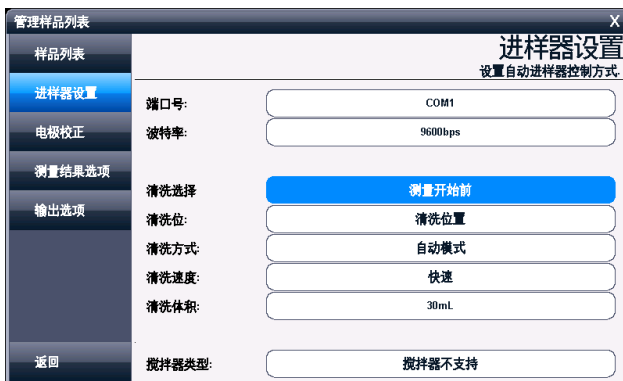 管理样品列表 X
样品列表
进样器设置
电极校正
测量结果选项
输出选项
返回
进样器设置
设置自动进样器控制方式.
端口号: COM1
波特率: 9600bps
清洗选择 测量开始前
清洗位: 清洗位置
清洗方式: 自动模式
清洗速度: 快速
清洗体积: 30mL
搅拌器类型: 搅拌器不支持